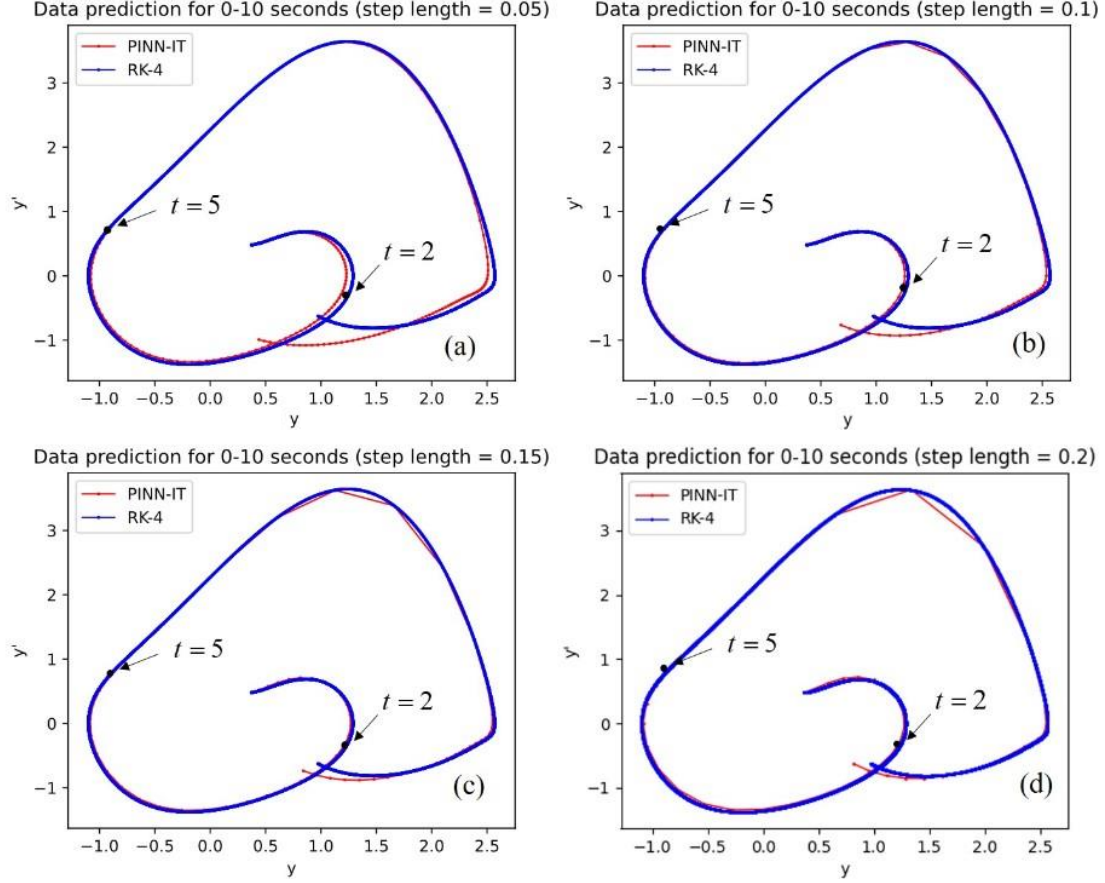 Data prediction for 0-10 seconds (step length = 0.05)
PINN-IT
RK-4
3
2
1
0
−1
y'
t = 5
t = 2
(a)
−1.0 −0.5 0.0 0.5 1.0 1.5 2.0 2.5
y
Data prediction for 0-10 seconds (step length = 0.1)
PINN-IT
RK-4
3
2
1
0
−1
y'
t = 5
t = 2
(b)
−1.0 −0.5 0.0 0.5 1.0 1.5 2.0 2.5
y
Data prediction for 0-10 seconds (step length = 0.15)
PINN-IT
RK-4
3
2
1
0
−1
y'
t = 5
t = 2
(c)
−1.0 −0.5 0.0 0.5 1.0 1.5 2.0 2.5
y
Data prediction for 0-10 seconds (step length = 0.2)
PINN-IT
RK-4
3
2
1
0
−1
y'
t = 5
t = 2
(d)
−1.0 −0.5 0.0 0.5 1.0 1.5 2.0 2.5
y